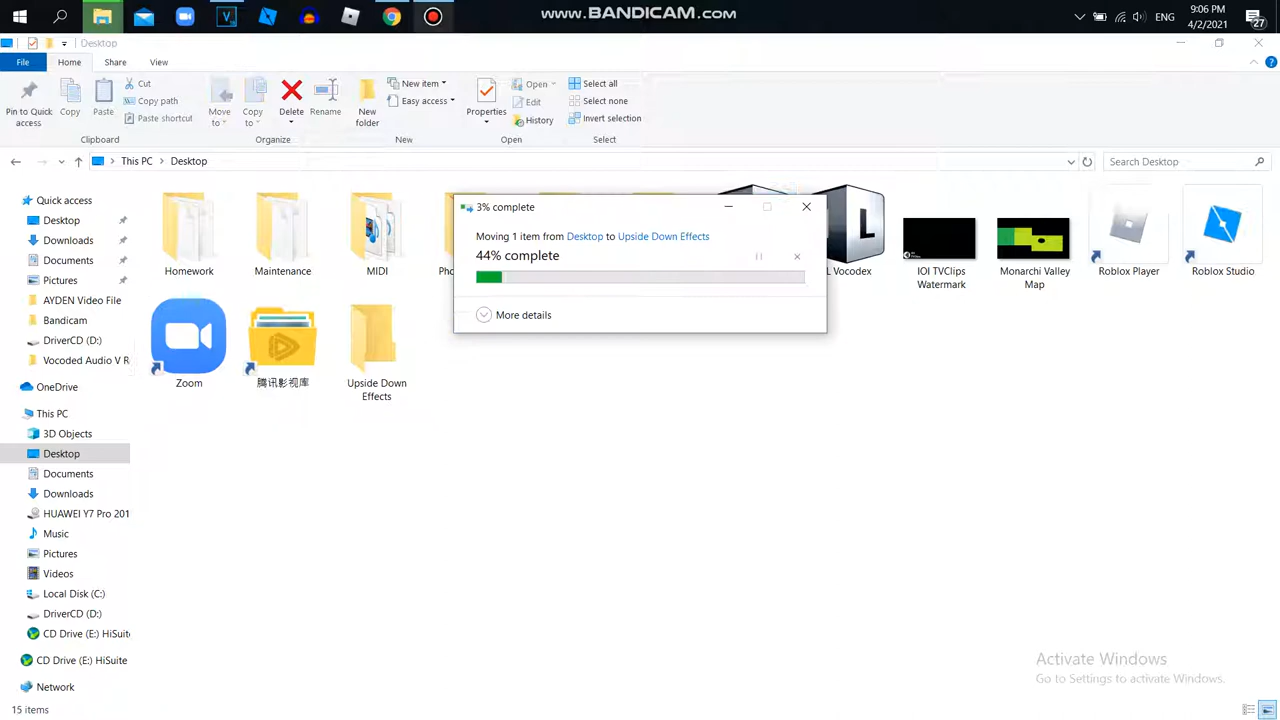 www.BANDICAM.com
ENG
9:06 PM
4/2/2021
27
Desktop
File
Home
Share
View
Pin to Quick access
Copy
Paste
Cut
Copy path
Paste shortcut
Clipboard
Move to
Copy to
Delete
Rename
Organize
New folder
New item
Easy access
New
Properties
Open
Edit
History
Open
Select all
Select none
Invert selection
Select
This PC
Desktop
Search Desktop
Quick access
Desktop
Downloads
Documents
Pictures
AYDEN Video File
Bandicam
DriverCD (D:)
Vocoded Audio V R
OneDrive
This PC
3D Objects
Desktop
Documents
Downloads
HUAWEI Y7 Pro 201
Music
Pictures
Videos
Local Disk (C:)
DriverCD (D:)
CD Drive (E:) HiSuite
CD Drive (E:) HiSuite
Network
15 items
Homework
Maintenance
MIDI
Pho
L Vocodex
IOI TVClips
Watermark
Monarchi Valley
Map
Roblox Player
Roblox Studio
Zoom
腾讯影视库
Upside Down
Effects
3% complete
Moving 1 item from Desktop to Upside Down Effects
44% complete
More details
Activate Windows
Go to Settings to activate Windows.